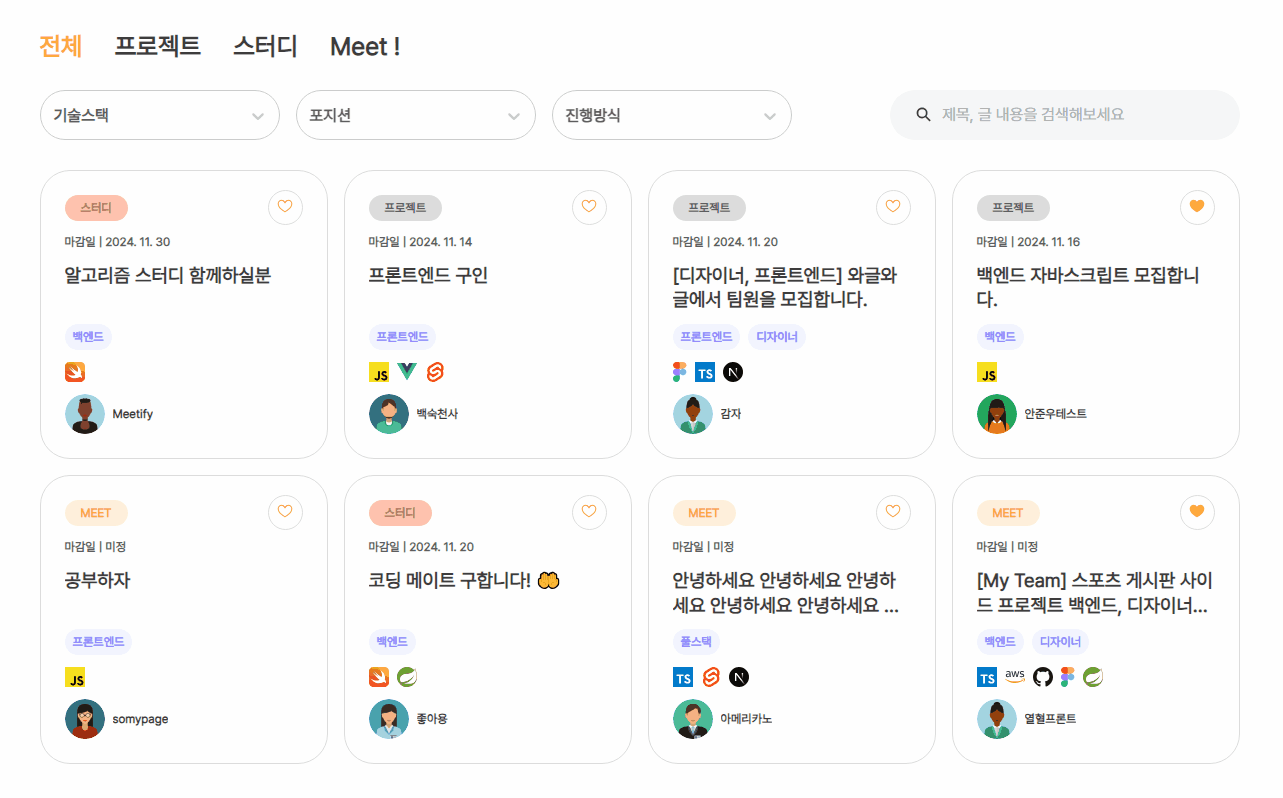 전체 프로젝트 스터디 Meet !
기술스택 포지션 진행방식 제목, 글 내용을 검색해보세요
스터디
마감일 | 2024. 11. 30
알고리즘 스터디 함께하실분
백엔드
Meetify
프로젝트
마감일 | 2024. 11. 14
프론트엔드 구인
프론트엔드
JS
백숙천사
프로젝트
마감일 | 2024. 11. 20
[디자이너, 프론트엔드] 와글와
글에서 팀원을 모집합니다.
프론트엔드 디자이너
TS N
감자
프로젝트
마감일 | 2024. 11. 16
백엔드 자바스크립트 모집합니
다.
백엔드
JS
안준우테스트
MEET
마감일 | 미정
공부하자
프론트엔드
JS
somypage
스터디
마감일 | 2024. 11. 20
코딩 메이트 구합니다! 🤲
백엔드
좋아용
MEET
마감일 | 미정
안녕하세요 안녕하세요 안녕하
세요 안녕하세요 안녕하세요 ...
풀스택
TS N
아메리카노
MEET
마감일 | 미정
[My Team] 스포츠 게시판 사이
드 프로젝트 백엔드, 디자이너...
백엔드 디자이너
TS aws
열혈프론트